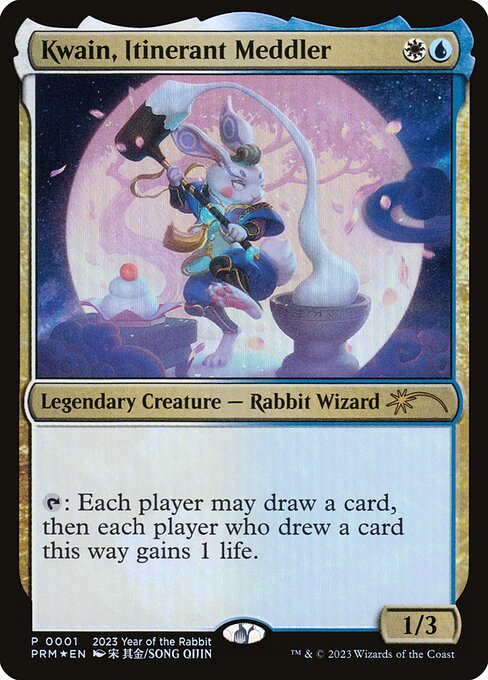 Kwain, Itinerant Meddler
Legendary Creature — Rabbit Wizard
: Each player may draw a card,
then each player who drew a card
this way gains 1 life.
1/3
P 0001 2023 Year of the Rabbit
PRM★EN 宋 其金/SONG QIJIN
™ & © 2023 Wizards of the Coast